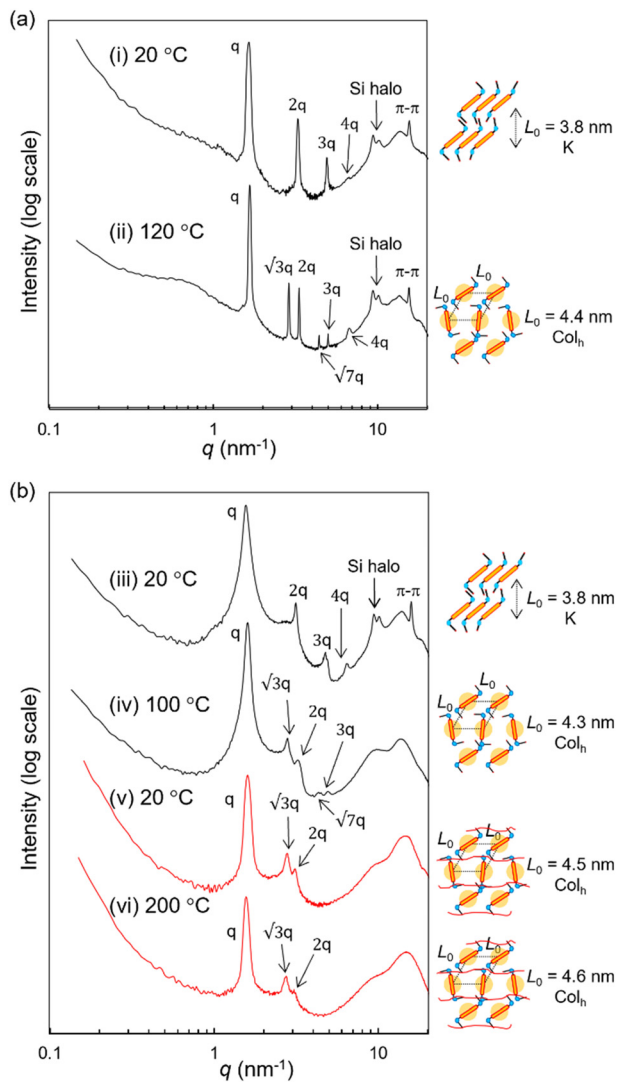 (a)
(i) 20 °C
q
2q
3q
4q
Si halo
π-π
L0 = 3.8 nm
K
(ii) 120 °C
q
√3q
2q
3q
√7q
4q
Si halo
π-π
L0
L0
L0 = 4.4 nm
Colh
Intensity (log scale)
0.1 1 10
q (nm-1)
(b)
(iii) 20 °C
q
2q
3q
4q
Si halo
π-π
L0 = 3.8 nm
K
(iv) 100 °C
q
√3q
2q
3q
√7q
L0
L0
L0 = 4.3 nm
Colh
(v) 20 °C
q
√3q
2q
L0
L0
L0 = 4.5 nm
Colh
(vi) 200 °C
q
√3q
2q
L0
L0
L0 = 4.6 nm
Colh
Intensity (log scale)
0.1 1 10
q (nm-1)